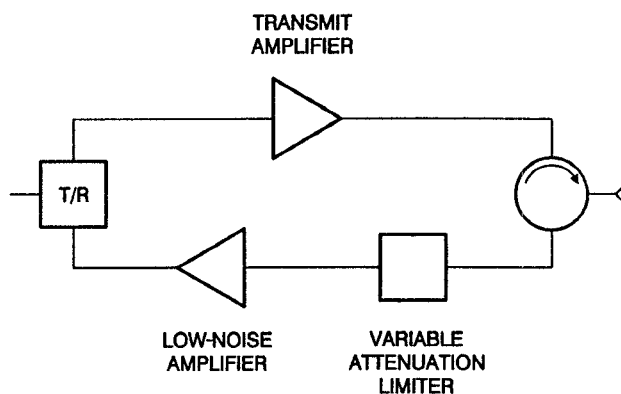 TRANSMIT
AMPLIFIER
T/R
LOW-NOISE
AMPLIFIER
VARIABLE
ATTENUATION
LIMITER